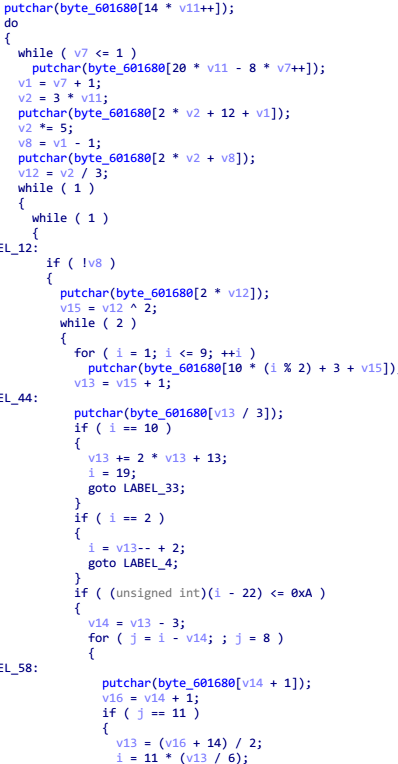 putchar(byte_601680[14 * v11++]);
do
{
while ( v7 <= 1 )
putchar(byte_601680[20 * v11 - 8 * v7++]);
v1 = v7 + 1;
v2 = 3 * v11;
putchar(byte_601680[2 * v2 + 12 + v1]);
v2 *= 5;
v8 = v1 - 1;
putchar(byte_601680[2 * v2 + v8]);
v12 = v2 / 3;
while ( 1 )
{
while ( 1 )
{
EL_12:
if ( !v8 )
{
putchar(byte_601680[2 * v12]);
v15 = v12 ^ 2;
while ( 2 )
{
for ( i = 1; i <= 9; ++i )
putchar(byte_601680[10 * (i % 2) + 3 + v15])
v13 = v15 + 1;
EL_44:
putchar(byte_601680[v13 / 3]);
if ( i == 10 )
{
v13 += 2 * v13 + 13;
i = 19;
goto LABEL_33;
}
if ( i == 2 )
{
i = v13-- + 2;
goto LABEL_4;
}
if ( (unsigned int)(i - 22) <= 0xA )
{
v14 = v13 - 3;
for ( j = i - v14; ; j = 8 )
{
EL_58:
putchar(byte_601680[v14 + 1]);
v16 = v14 + 1;
if ( j == 11 )
{
v13 = (v16 + 14) / 2;
i = 11 * (v13 / 6);